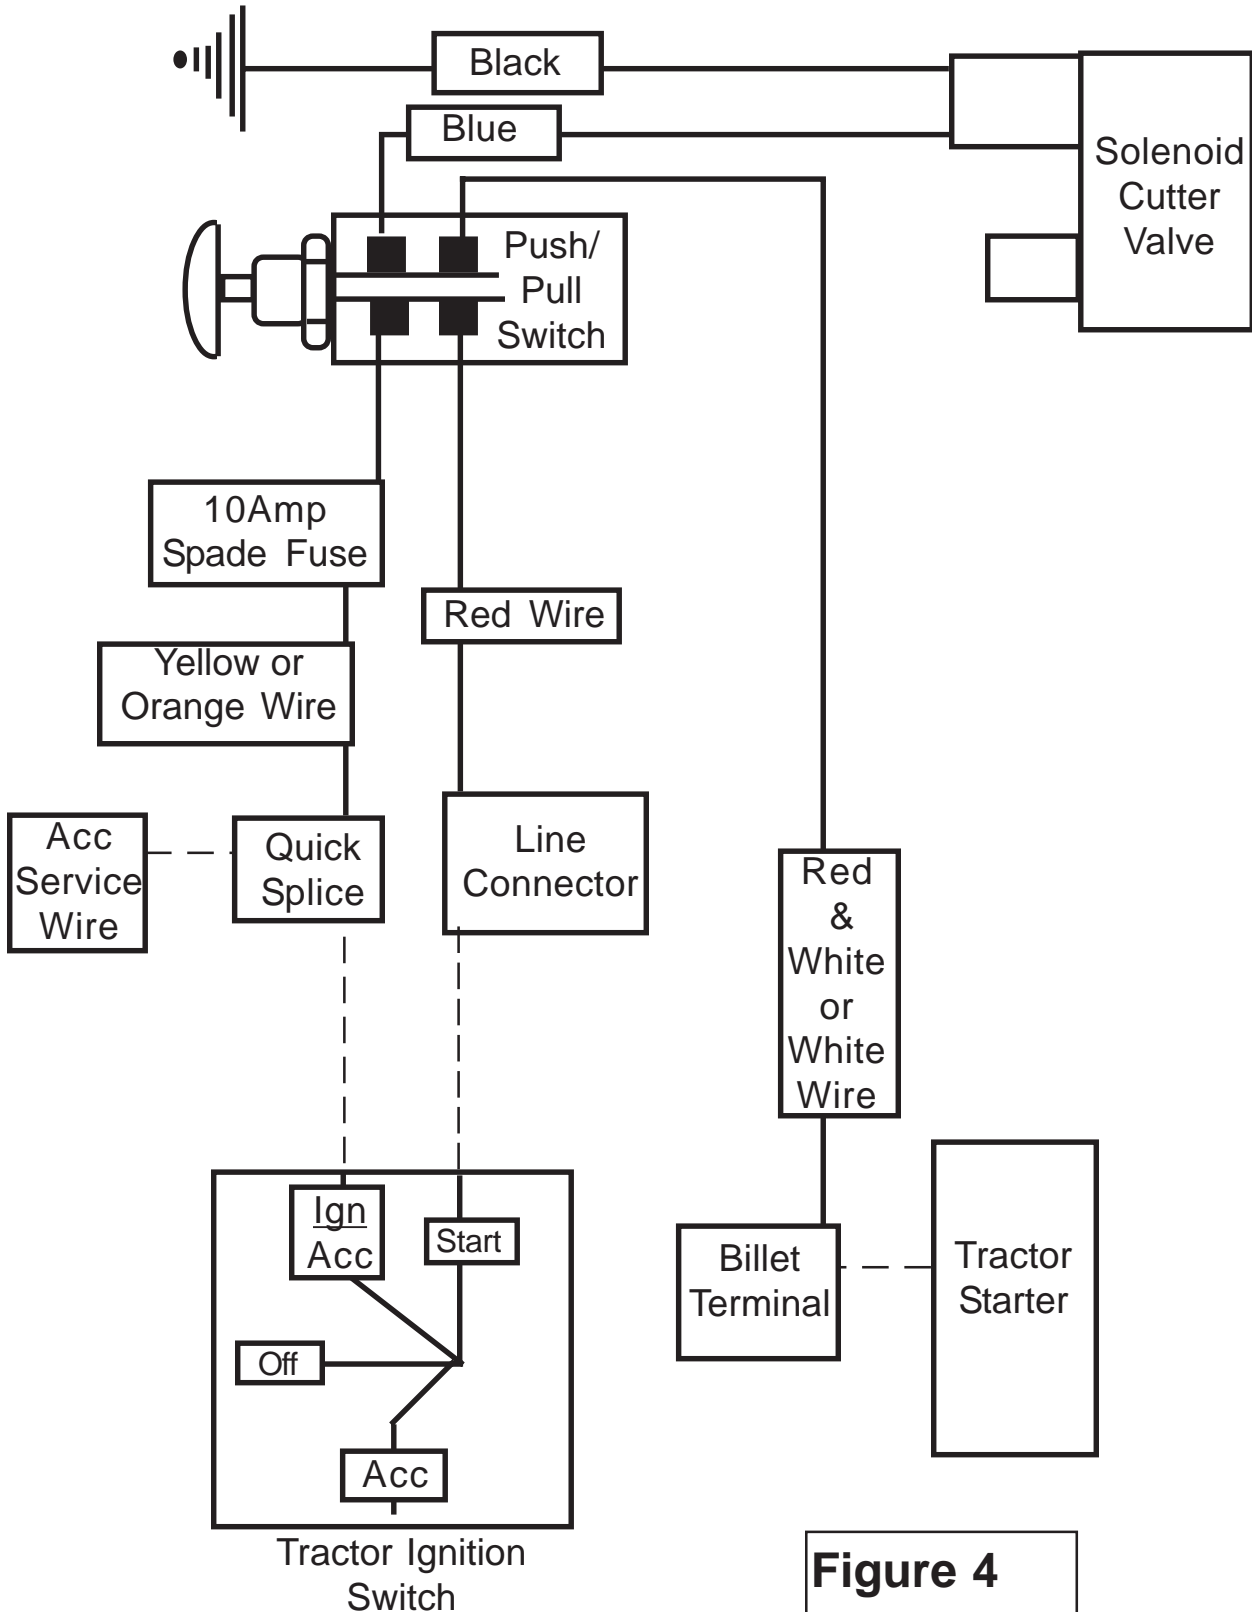 Black
Blue
Solenoid
Cutter
Valve
Push/
Pull
Switch
10Amp
Spade Fuse
Red Wire
Yellow or
Orange Wire
Acc
Service
Wire
Quick
Splice
Line
Connector
Red
&
White
or
White
Wire
Ign
Acc
Start
Off
Acc
Billet
Terminal
Tractor
Starter
Tractor Ignition
Switch
Figure 4